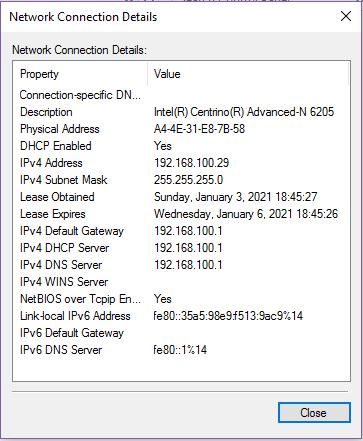 Network Connection Details
Network Connection Details:
Property Value
Connection-specific DN...
Description Intel(R) Centrino(R) Advanced-N 6205
Physical Address A4-4E-31-E8-7B-58
DHCP Enabled Yes
IPv4 Address 192.168.100.29
IPv4 Subnet Mask 255.255.255.0
Lease Obtained Sunday, January 3, 2021 18:45:27
Lease Expires Wednesday, January 6, 2021 18:45:26
IPv4 Default Gateway 192.168.100.1
IPv4 DHCP Server 192.168.100.1
IPv4 DNS Server 192.168.100.1
IPv4 WINS Server
NetBIOS over Tcpip En... Yes
Link-local IPv6 Address fe80::35a5:98e9:f513:9ac9%14
IPv6 Default Gateway
IPv6 DNS Server fe80::1%14
Close